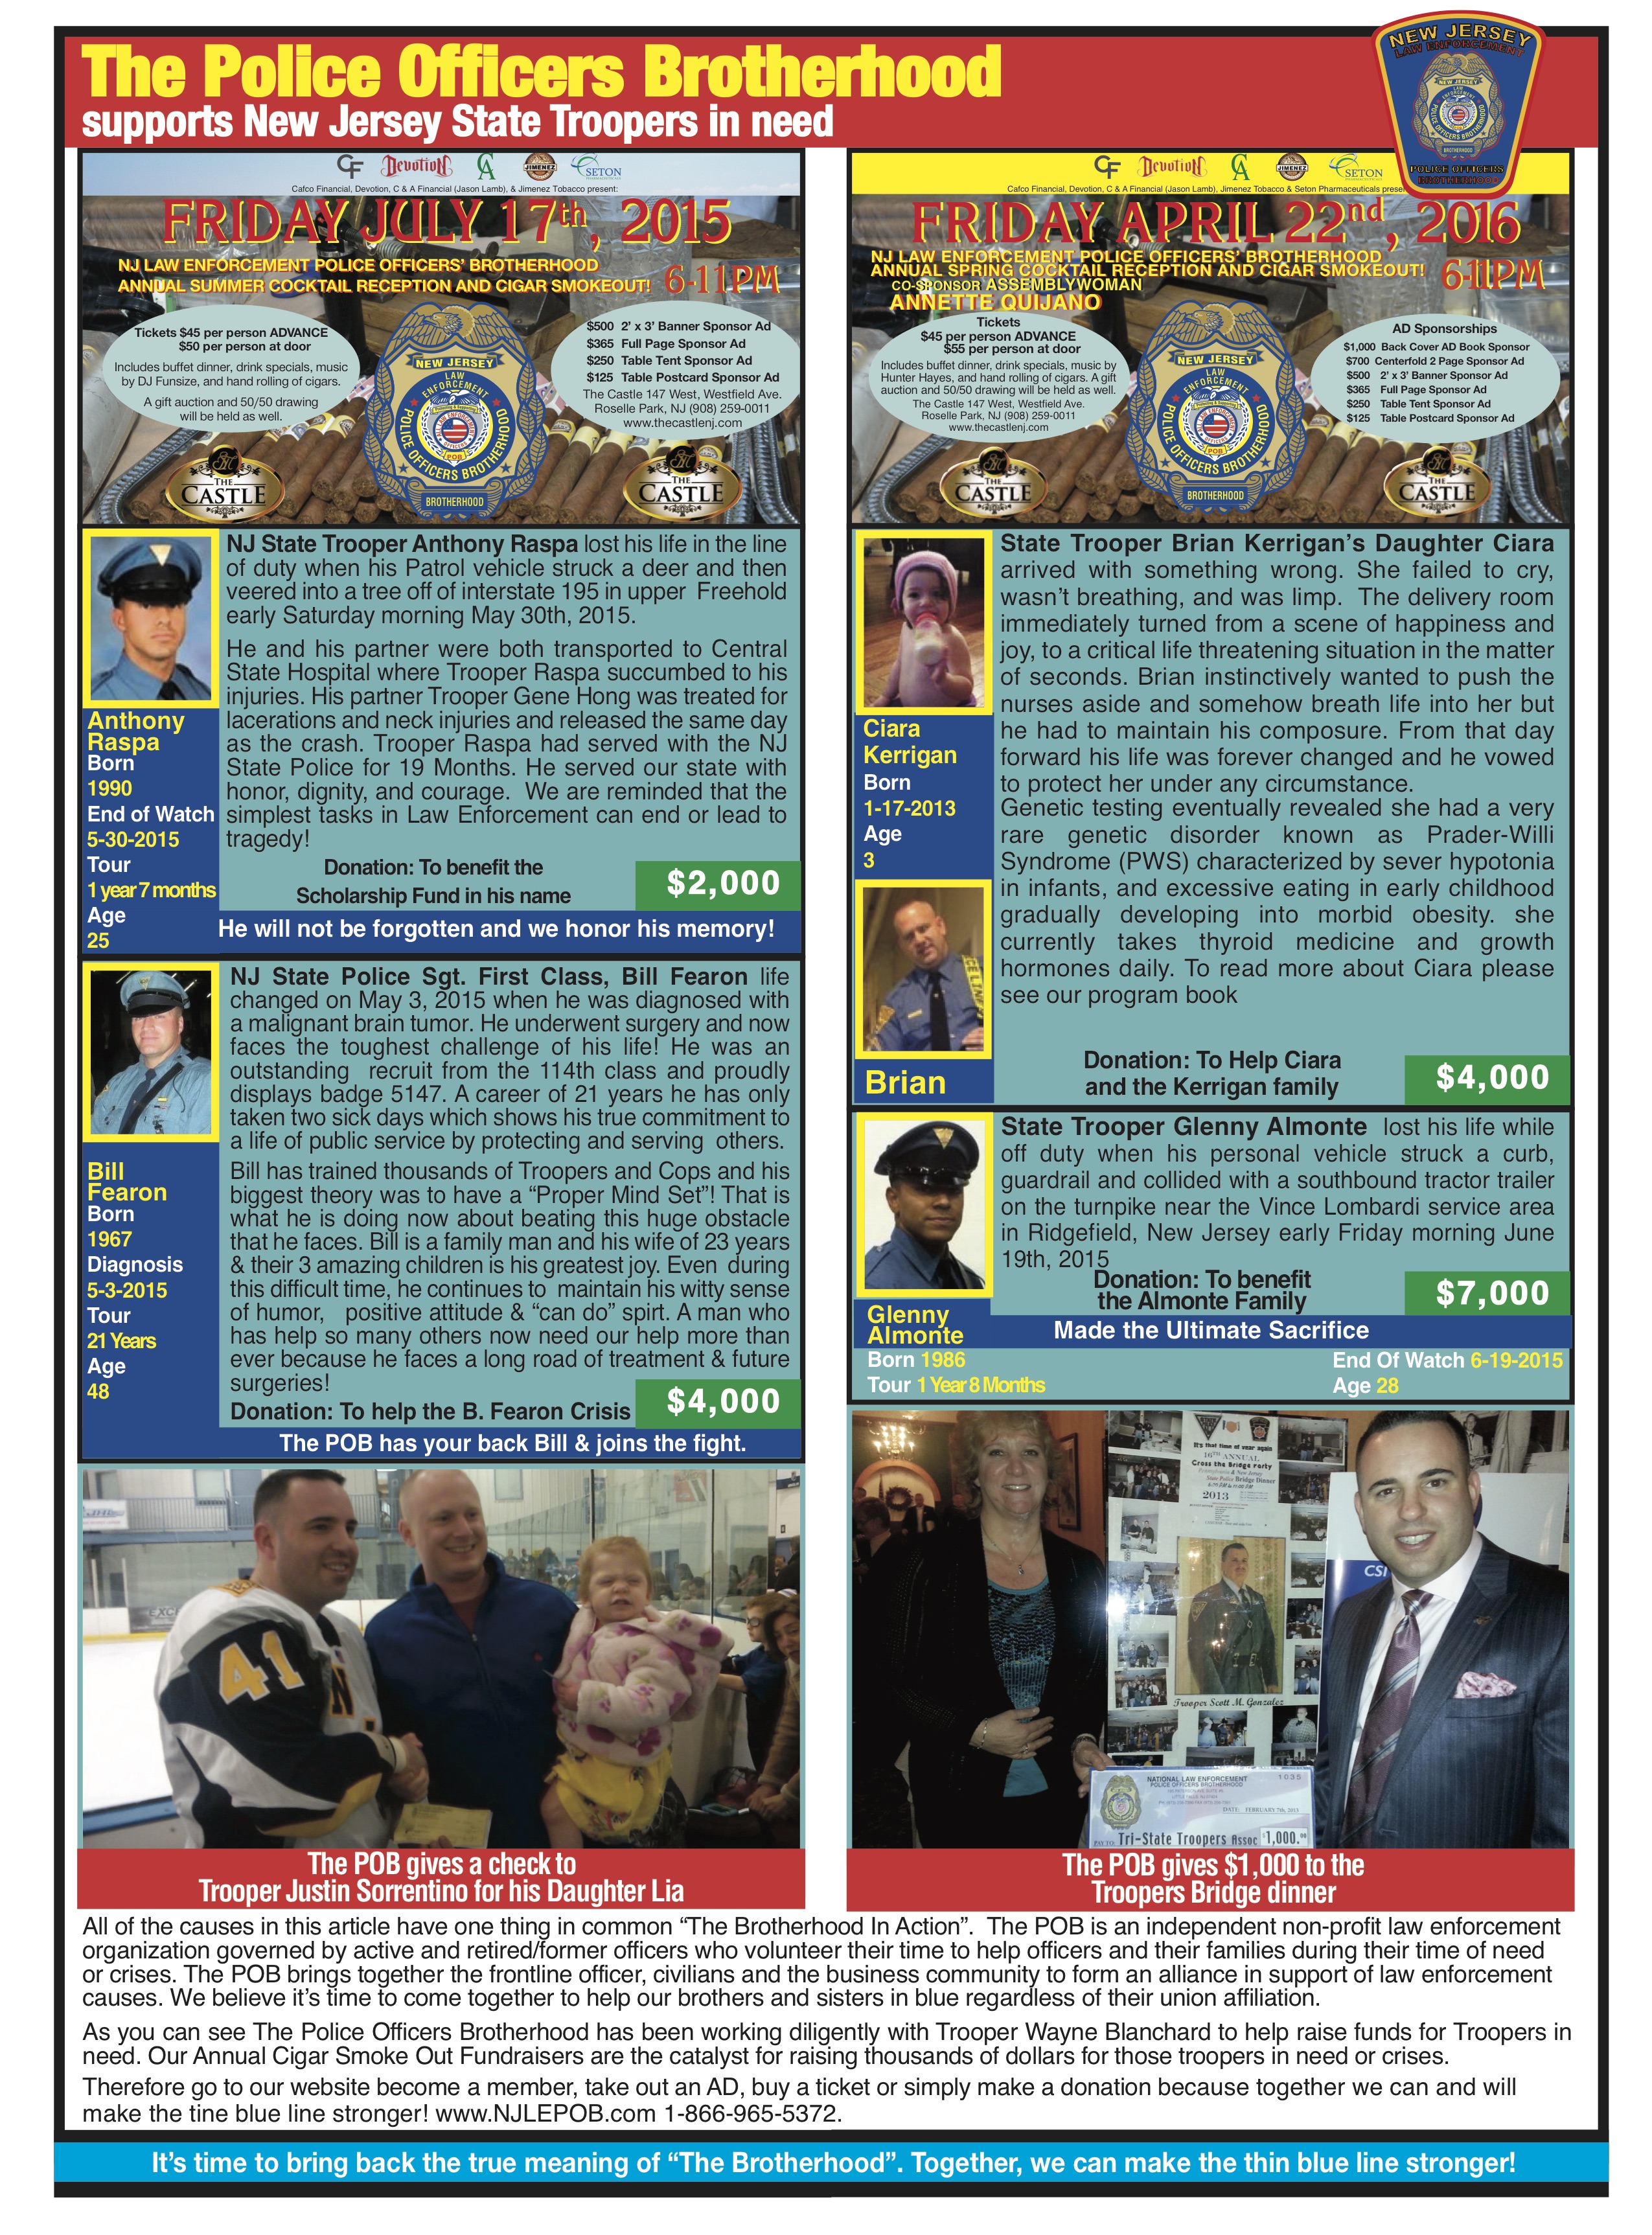 The Police Officers Brotherhood
supports New Jersey State Troopers in need
NEW JERSEY
LAW ENFORCEMENT
NEW JERSEY
LAW
ENFORCEMENT
POLICE OFFICERS BROTHERHOOD
BROTHERHOOD
POLICE OFFICERS
BROTHERHOOD
CF DEVOTION CA JIMENEZ SETON
Cafco Financial, Devotion, C & A Financial (Jason Lamb), & Jimenez Tobacco present:
FRIDAY JULY 17th, 2015
NJ LAW ENFORCEMENT POLICE OFFICERS' BROTHERHOOD
ANNUAL SUMMER COCKTAIL RECEPTION AND CIGAR SMOKEOUT! 6-11PM
Tickets $45 per person ADVANCE
$50 per person at door
Includes buffet dinner, drink specials, music
by DJ Funsize, and hand rolling of cigars.
A gift auction and 50/50 drawing
will be held as well.
NEW JERSEY
LAW
ENFORCEMENT
POLICE OFFICERS BROTHERHOOD
POB
BROTHERHOOD
$500 2' x 3' Banner Sponsor Ad
$365 Full Page Sponsor Ad
$250 Table Tent Sponsor Ad
$125 Table Postcard Sponsor Ad
The Castle 147 West, Westfield Ave.
Roselle Park, NJ (908) 259-0011
www.thecastlenj.com
THE
CASTLE
THE
CASTLE
NJ State Trooper Anthony Raspa lost his life in the line
of duty when his Patrol vehicle struck a deer and then
veered into a tree off of interstate 195 in upper Freehold
early Saturday morning May 30th, 2015.
He and his partner were both transported to Central
State Hospital where Trooper Raspa succumbed to his
injuries. His partner Trooper Gene Hong was treated for
lacerations and neck injuries and released the same day
as the crash. Trooper Raspa had served with the NJ
State Police for 19 Months. He served our state with
honor, dignity, and courage. We are reminded that the
simplest tasks in Law Enforcement can end or lead to
tragedy!
Anthony
Raspa
Born
1990
End of Watch
5-30-2015
Tour
1 year 7 months
Age
25
Donation: To benefit the
Scholarship Fund in his name
$2,000
He will not be forgotten and we honor his memory!
NJ State Police Sgt. First Class, Bill Fearon life
changed on May 3, 2015 when he was diagnosed with
a malignant brain tumor. He underwent surgery and now
faces the toughest challenge of his life! He was an
outstanding recruit from the 114th class and proudly
displays badge 5147. A career of 21 years he has only
taken two sick days which shows his true commitment to
a life of public service by protecting and serving others.
Bill has trained thousands of Troopers and Cops and his
biggest theory was to have a “Proper Mind Set”! That is
what he is doing now about beating this huge obstacle
that he faces. Bill is a family man and his wife of 23 years
& their 3 amazing children is his greatest joy. Even during
this difficult time, he continues to maintain his witty sense
of humor, positive attitude & “can do” spirt. A man who
has help so many others now need our help more than
ever because he faces a long road of treatment & future
surgeries!
Bill
Fearon
Born
1967
Diagnosis
5-3-2015
Tour
21 Years
Age
48
Donation: To help the B. Fearon Crisis
$4,000
The POB has your back Bill & joins the fight.
41
The POB gives a check to
Trooper Justin Sorrentino for his Daughter Lia
CF DEVOTION CA JIMENEZ SETON
Cafco Financial, Devotion, C & A Financial (Jason Lamb), Jimenez Tobacco & Seton Pharmaceuticals presen
FRIDAY APRIL 22nd, 2016
NJ LAW ENFORCEMENT POLICE OFFICERS' BROTHERHOOD
ANNUAL SPRING COCKTAIL RECEPTION AND CIGAR SMOKEOUT! 6-11PM
CO-SPONSOR ASSEMBLYWOMAN
ANNETTE QUIJANO
Tickets
$45 per person ADVANCE
$55 per person at door
Includes buffet dinner, drink specials, music by
Hunter Hayes, and hand rolling of cigars. A gift
auction and 50/50 drawing will be held as well.
The Castle 147 West, Westfield Ave.
Roselle Park, NJ (908) 259-0011
www.thecastlenj.com
NEW JERSEY
LAW
ENFORCEMENT
POLICE OFFICERS BROTHERHOOD
POB
BROTHERHOOD
AD Sponsorships
$1,000 Back Cover AD Book Sponsor
$700 Centerfold 2 Page Sponsor Ad
$500 2' x 3' Banner Sponsor Ad
$365 Full Page Sponsor Ad
$250 Table Tent Sponsor Ad
$125 Table Postcard Sponsor Ad
THE
CASTLE
THE
CASTLE
State Trooper Brian Kerrigan's Daughter Ciara
arrived with something wrong. She failed to cry,
wasn't breathing, and was limp. The delivery room
immediately turned from a scene of happiness and
joy, to a critical life threatening situation in the matter
of seconds. Brian instinctively wanted to push the
nurses aside and somehow breath life into her but
he had to maintain his composure. From that day
forward his life was forever changed and he vowed
to protect her under any circumstance.
Genetic testing eventually revealed she had a very
rare genetic disorder known as Prader-Willi
Syndrome (PWS) characterized by sever hypotonia
in infants, and excessive eating in early childhood
gradually developing into morbid obesity. she
currently takes thyroid medicine and growth
hormones daily. To read more about Ciara please
see our program book
Ciara
Kerrigan
Born
1-17-2013
Age
3
Brian
Donation: To Help Ciara
and the Kerrigan family
$4,000
State Trooper Glenny Almonte lost his life while
off duty when his personal vehicle struck a curb,
guardrail and collided with a southbound tractor trailer
on the turnpike near the Vince Lombardi service area
in Ridgefield, New Jersey early Friday morning June
19th, 2015
Donation: To benefit
the Almonte Family
$7,000
Glenny
Almonte
Made the Ultimate Sacrifice
Born 1986
Tour 1 Year 8 Months
End Of Watch 6-19-2015
Age 28
It's that time of year again
16TH ANNUAL
Cross the Bridge Party
Pennsylvania & New Jersey
State Police Bridge Dinner
2013
CSI
Trooper Scott M. Gonzalez
NATIONAL LAW ENFORCEMENT
POLICE OFFICERS BROTHERHOOD
1035
DATE: FEBRUARY 7th, 2013
PAY TO: Tri-State Troopers Assoc $1,000.00
The POB gives $1,000 to the
Troopers Bridge dinner
All of the causes in this article have one thing in common “The Brotherhood In Action”. The POB is an independent non-profit law enforcement
organization governed by active and retired/former officers who volunteer their time to help officers and their families during their time of need
or crises. The POB brings together the frontline officer, civilians and the business community to form an alliance in support of law enforcement
causes. We believe it's time to come together to help our brothers and sisters in blue regardless of their union affiliation.
As you can see The Police Officers Brotherhood has been working diligently with Trooper Wayne Blanchard to help raise funds for Troopers in
need. Our Annual Cigar Smoke Out Fundraisers are the catalyst for raising thousands of dollars for those troopers in need or crises.
Therefore go to our website become a member, take out an AD, buy a ticket or simply make a donation because together we can and will
make the tine blue line stronger! www.NJLEPOB.com 1-866-965-5372.
It's time to bring back the true meaning of “The Brotherhood”. Together, we can make the thin blue line stronger!